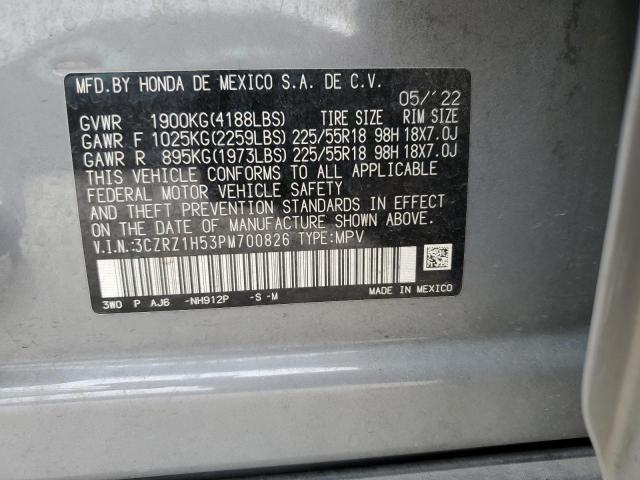 MFD.BY HONDA DE MEXICO S.A. DE C.V.
05/'22
GVWR 1900KG(4188LBS) TIRE SIZE RIM SIZE
GAWR F 1025KG(2259LBS) 225/55R18 98H 18X7.0J
GAWR R 895KG(1973LBS) 225/55R18 98H 18X7.0J
THIS VEHICLE CONFORMS TO ALL APPLICABLE
FEDERAL MOTOR VEHICLE SAFETY
AND THEFT PREVENTION STANDARDS IN EFFECT
ON THE DATE OF MANUFACTURE SHOWN ABOVE.
V.I.N.:3CZRZ1H53PM700826 TYPE:MPV
3WO P AJ6 -NH912P -S -M MADE IN MEXICO